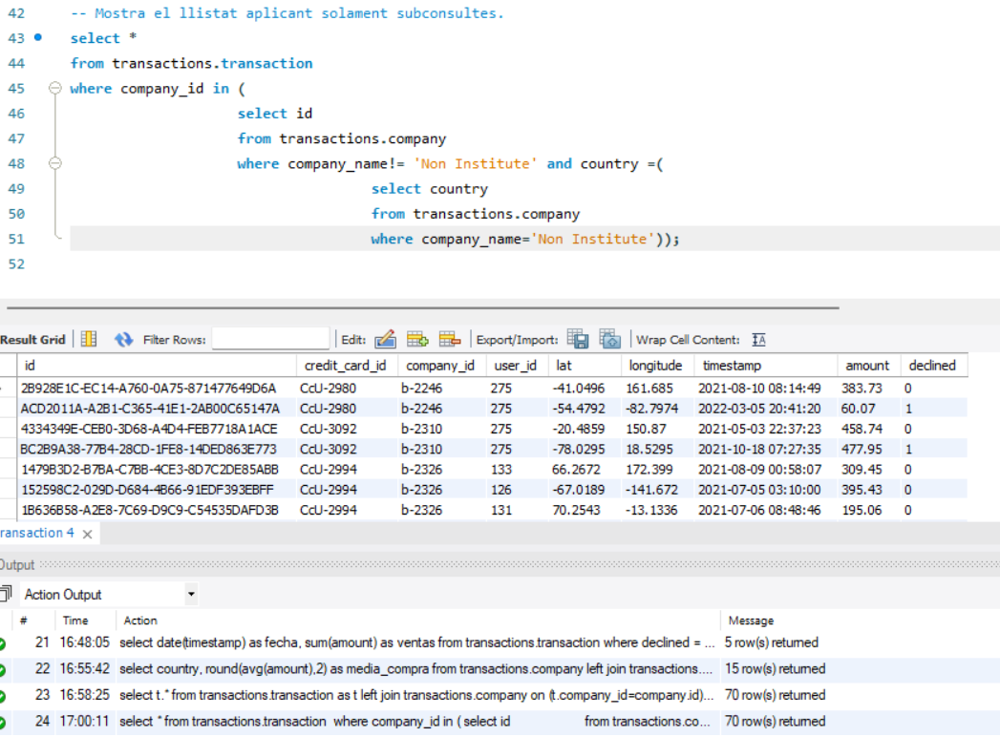 42 -- Mostra el llistat aplicant solament subconsultes.
43 select *
44 from transactions.transaction
45 where company_id in (
46 select id
47 from transactions.company
48 where company_name!= 'Non Institute' and country =(
49 select country
50 from transactions.company
51 where company_name='Non Institute'));
52
Result Grid Filter Rows: Edit: Export/Import: Wrap Cell Content: IA
id credit_card_id company_id user_id lat longitude timestamp amount declined
2B928E1C-EC14-A760-0A75-871477649D6A CcU-2980 b-2246 275 -41.0496 161.685 2021-08-10 08:14:49 383.73 0
ACD2011A-A2B1-C365-41E1-2AB00C65147A CcU-2980 b-2246 275 -54.4792 -82.7974 2022-03-05 20:41:20 60.07 1
4334349E-CEB0-3D68-A4D4-FEB7718A1ACE CcU-3092 b-2310 275 -20.4859 150.87 2021-05-03 22:37:23 458.74 0
BC2B9A38-77B4-28CD-1FE8-14DED863E773 CcU-3092 b-2310 275 -78.0295 18.5295 2021-10-18 07:27:35 477.95 1
1479B3D2-B7BA-C7BB-4CE3-8D7C2DE85ABB CcU-2994 b-2326 133 66.2672 172.399 2021-08-09 00:58:07 309.45 0
152598C2-029D-D684-4B66-91EDF393EBFF CcU-2994 b-2326 126 -67.0189 -141.672 2021-07-05 03:10:00 395.43 0
1B636B58-A2E8-7C69-D9C9-C54535DAFD3B CcU-2994 b-2326 131 70.2543 -13.1336 2021-07-06 08:48:46 195.06 0
ransaction 4
Output
Action Output
# Time Action Message
21 16:48:05 select date(timestamp) as fecha, sum(amount) as ventas from transactions.transaction where declined = ... 5 row(s) returned
22 16:55:42 select country, round(avg(amount),2) as media_compra from transactions.company left join transactions.... 15 row(s) returned
23 16:58:25 select t.* from transactions.transaction as t left join transactions.company on (t.company_id=company.id)... 70 row(s) returned
24 17:00:11 select * from transactions.transaction where company_id in ( select id from transactions.co... 70 row(s) returned